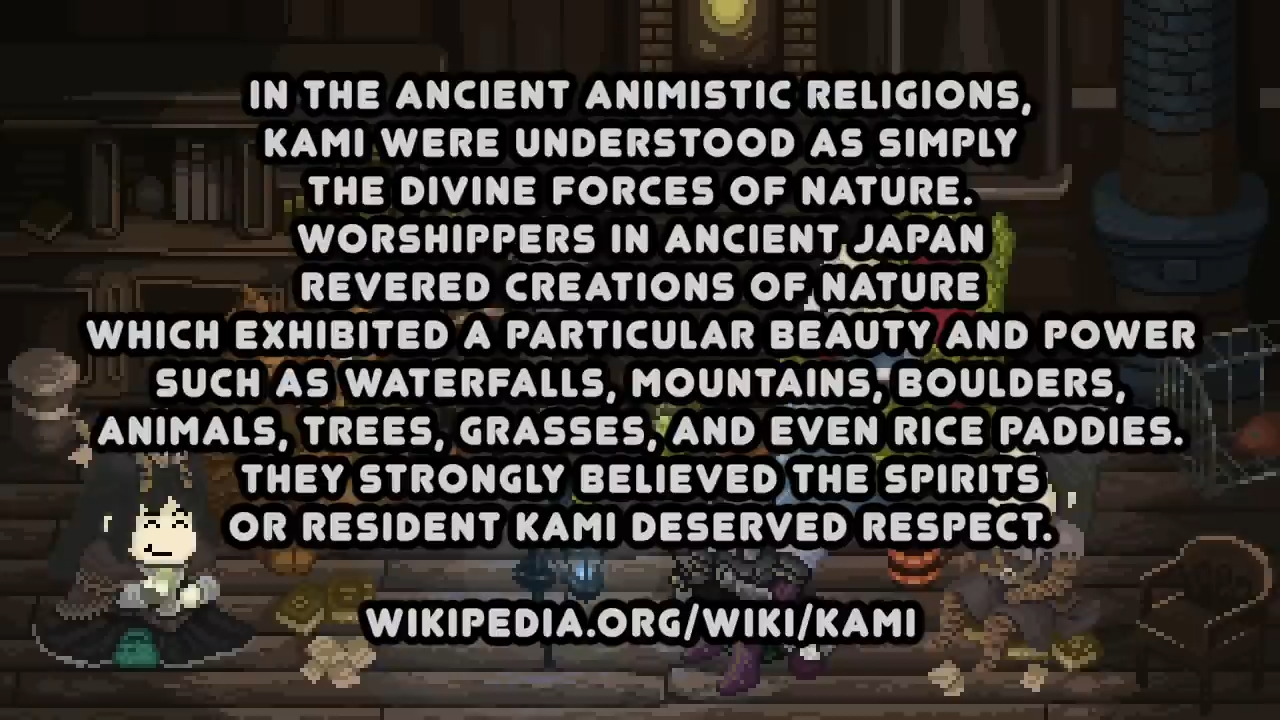 IN THE ANCIENT ANIMISTIC RELIGIONS,
KAMI WERE UNDERSTOOD AS SIMPLY
THE DIVINE FORCES OF NATURE.
WORSHIPPERS IN ANCIENT JAPAN
REVERED CREATIONS OF NATURE
WHICH EXHIBITED A PARTICULAR BEAUTY AND POWER
SUCH AS WATERFALLS, MOUNTAINS, BOULDERS,
ANIMALS, TREES, GRASSES, AND EVEN RICE PADDIES.
THEY STRONGLY BELIEVED THE SPIRITS
OR RESIDENT KAMI DESERVED RESPECT.
WIKIPEDIA.ORG/WIKI/KAMI